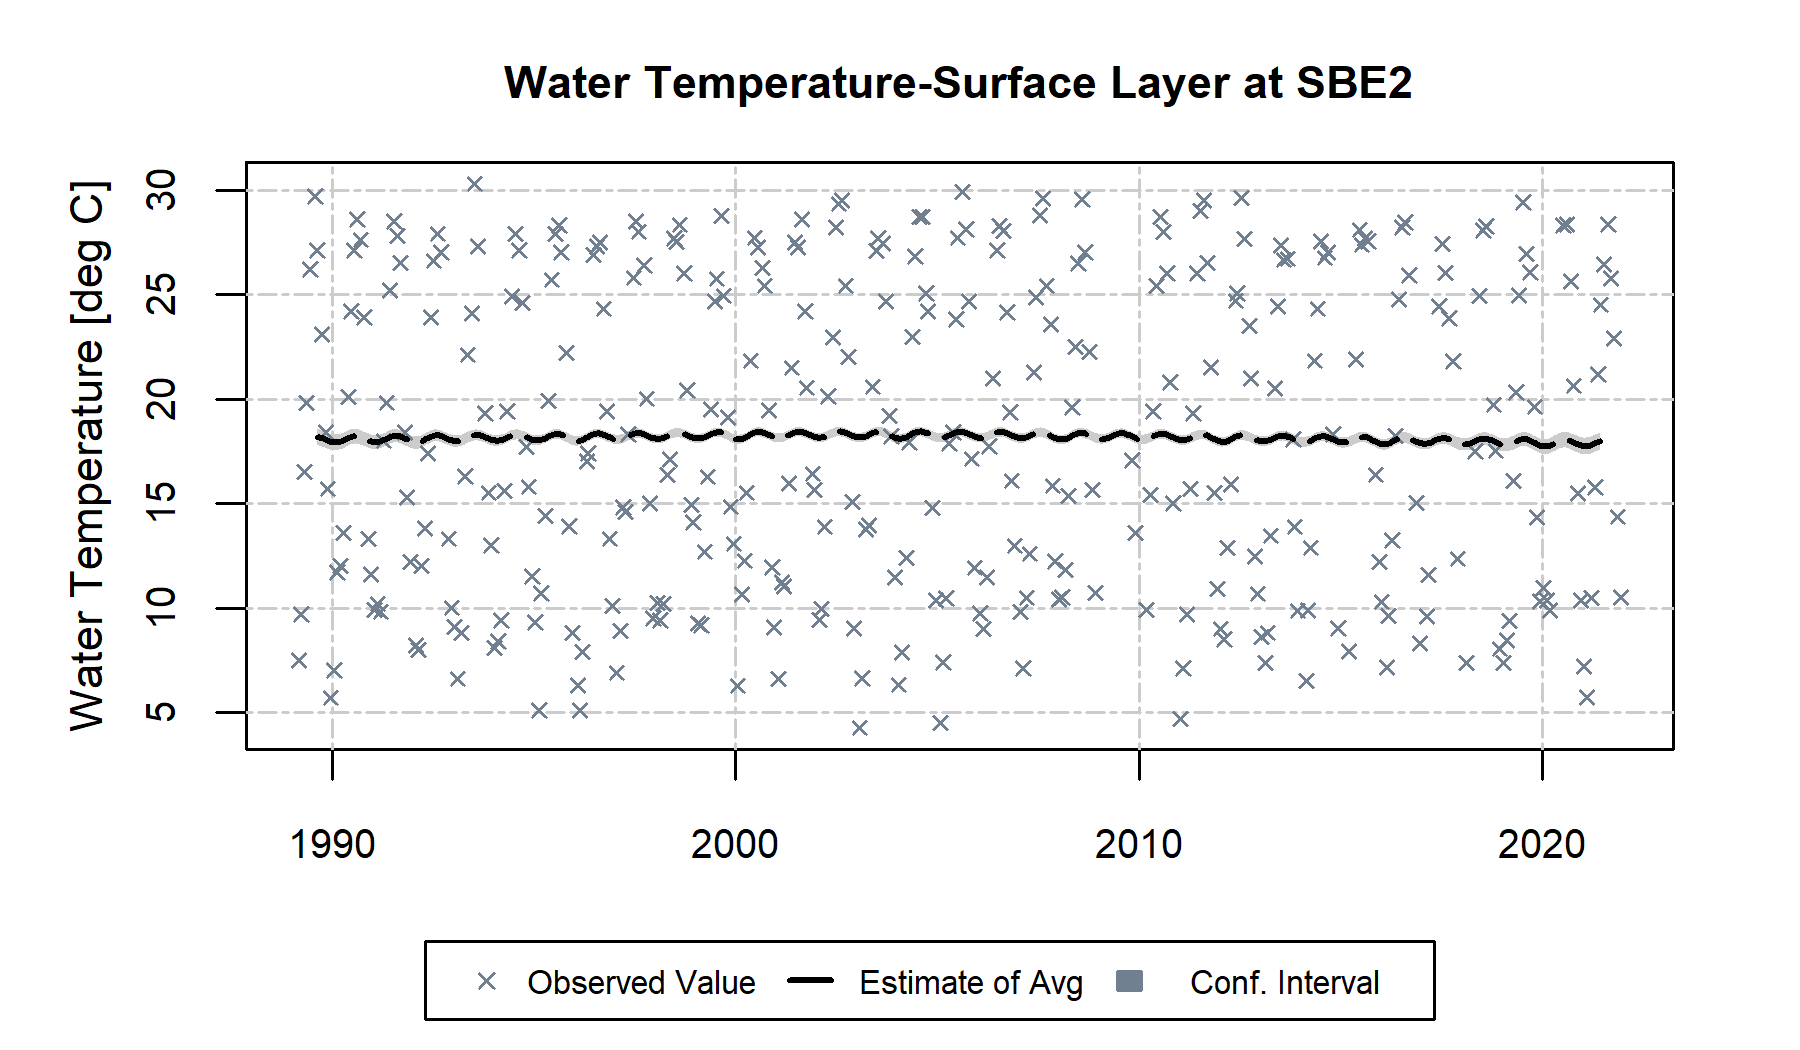 Water Temperature-Surface Layer at SBE2
Water Temperature [deg C]
30
25
20
15
10
5
1990 2000 2010 2020
Observed Value Estimate of Avg Conf. Interval